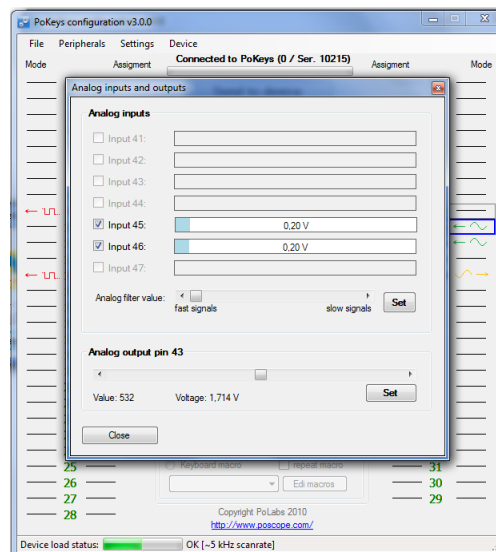 PoKeys configuration v3.0.0
File Peripherals Settings Device
Mode Assigment Connected to PoKeys (0 / Ser. 10215) Assigment Mode
Analog inputs and outputs
Analog inputs
Input 41:
Input 42:
Input 43:
Input 44:
Input 45: 0,20 V
Input 46: 0,20 V
Input 47:
Analog filter value: Set
fast signals slow signals
Analog output pin 43
Value: 532 Voltage: 1,714 V Set
Close
25 Keyboard macro repeat macro 31
26 Edi macros 30
27 29
28 Copyright PoLabs 2010
http://www.poscope.com/
Device load status: OK [~5 kHz scanrate]